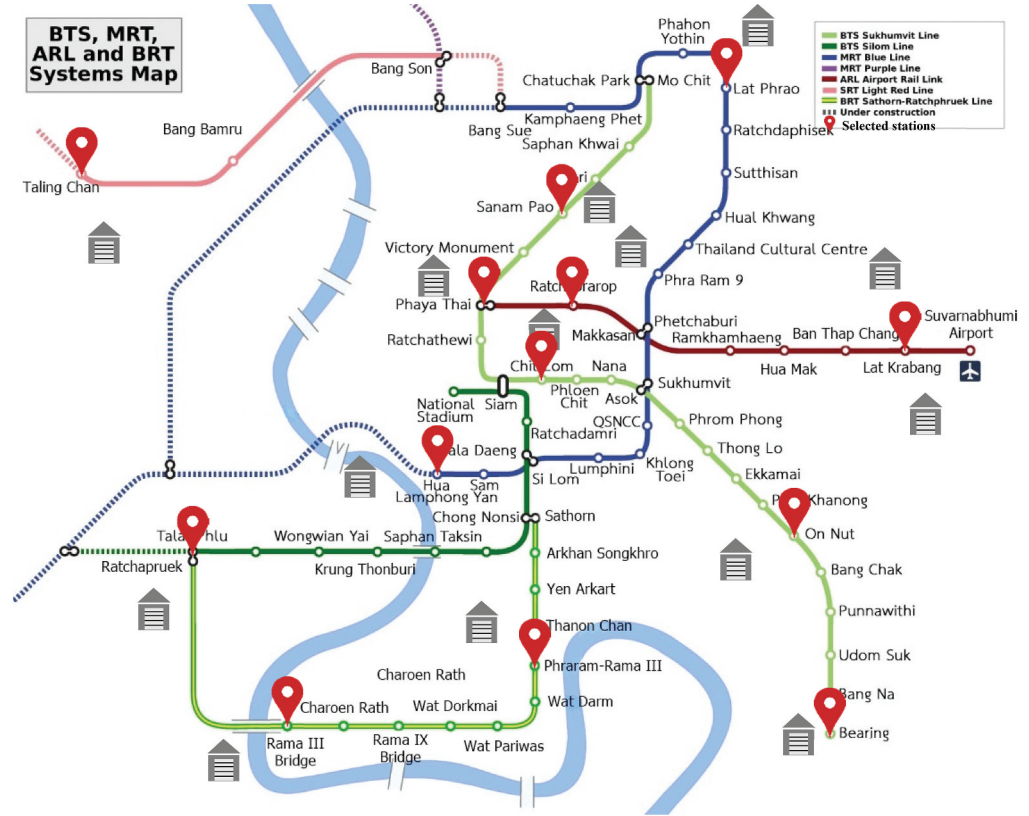 BTS, MRT,
ARL and BRT
Systems Map
BTS Sukhumvit Line
BTS Silom Line
MRT Blue Line
MRT Purple Line
ARL Airport Rail Link
SRT Light Red Line
BRT Sathorn-Ratchphruek Line
Under construction
Selected stations
Phahon
Yothin
Bang Son
Chatuchak Park
Mo Chit
Lat Phrao
Kamphaeng Phet
Bang Sue
Bang Bamru
Ratchdaphisek
Saphan Khwai
Taling Chan
Sutthisan
Sanam Pao
Hual Khwang
Victory Monument
Thailand Cultural Centre
Phra Ram 9
Phaya Thai
Suvarnabhumi
Airport
Phetchaburi
Makkasan
Ramkhamhaeng
Ban Thap Chang
Hua Mak
Lat Krabang
Ratchathewi
Nana
Phloen
Chit
Asok
Sukhumvit
National
Stadium
Siam
Phrom Phong
QSNCC
Ratchadamri
Thong Lo
Si Lom
Lumphini
Khlong
Toei
Ekkamai
Hua
Lamphong
Sam
Yan
Khanong
Chong Nonsi
Sathorn
On Nut
Wongwian Yai
Saphan Taksin
Ratchapruek
Krung Thonburi
Arkhan Songkhro
Bang Chak
Yen Arkart
Punnawithi
Thanon Chan
Udom Suk
Phraram-Rama III
Charoen Rath
Bang Na
Charoen Rath
Wat Dorkmai
Wat Darm
Bearing
Rama III
Bridge
Rama IX
Bridge
Wat Pariwas